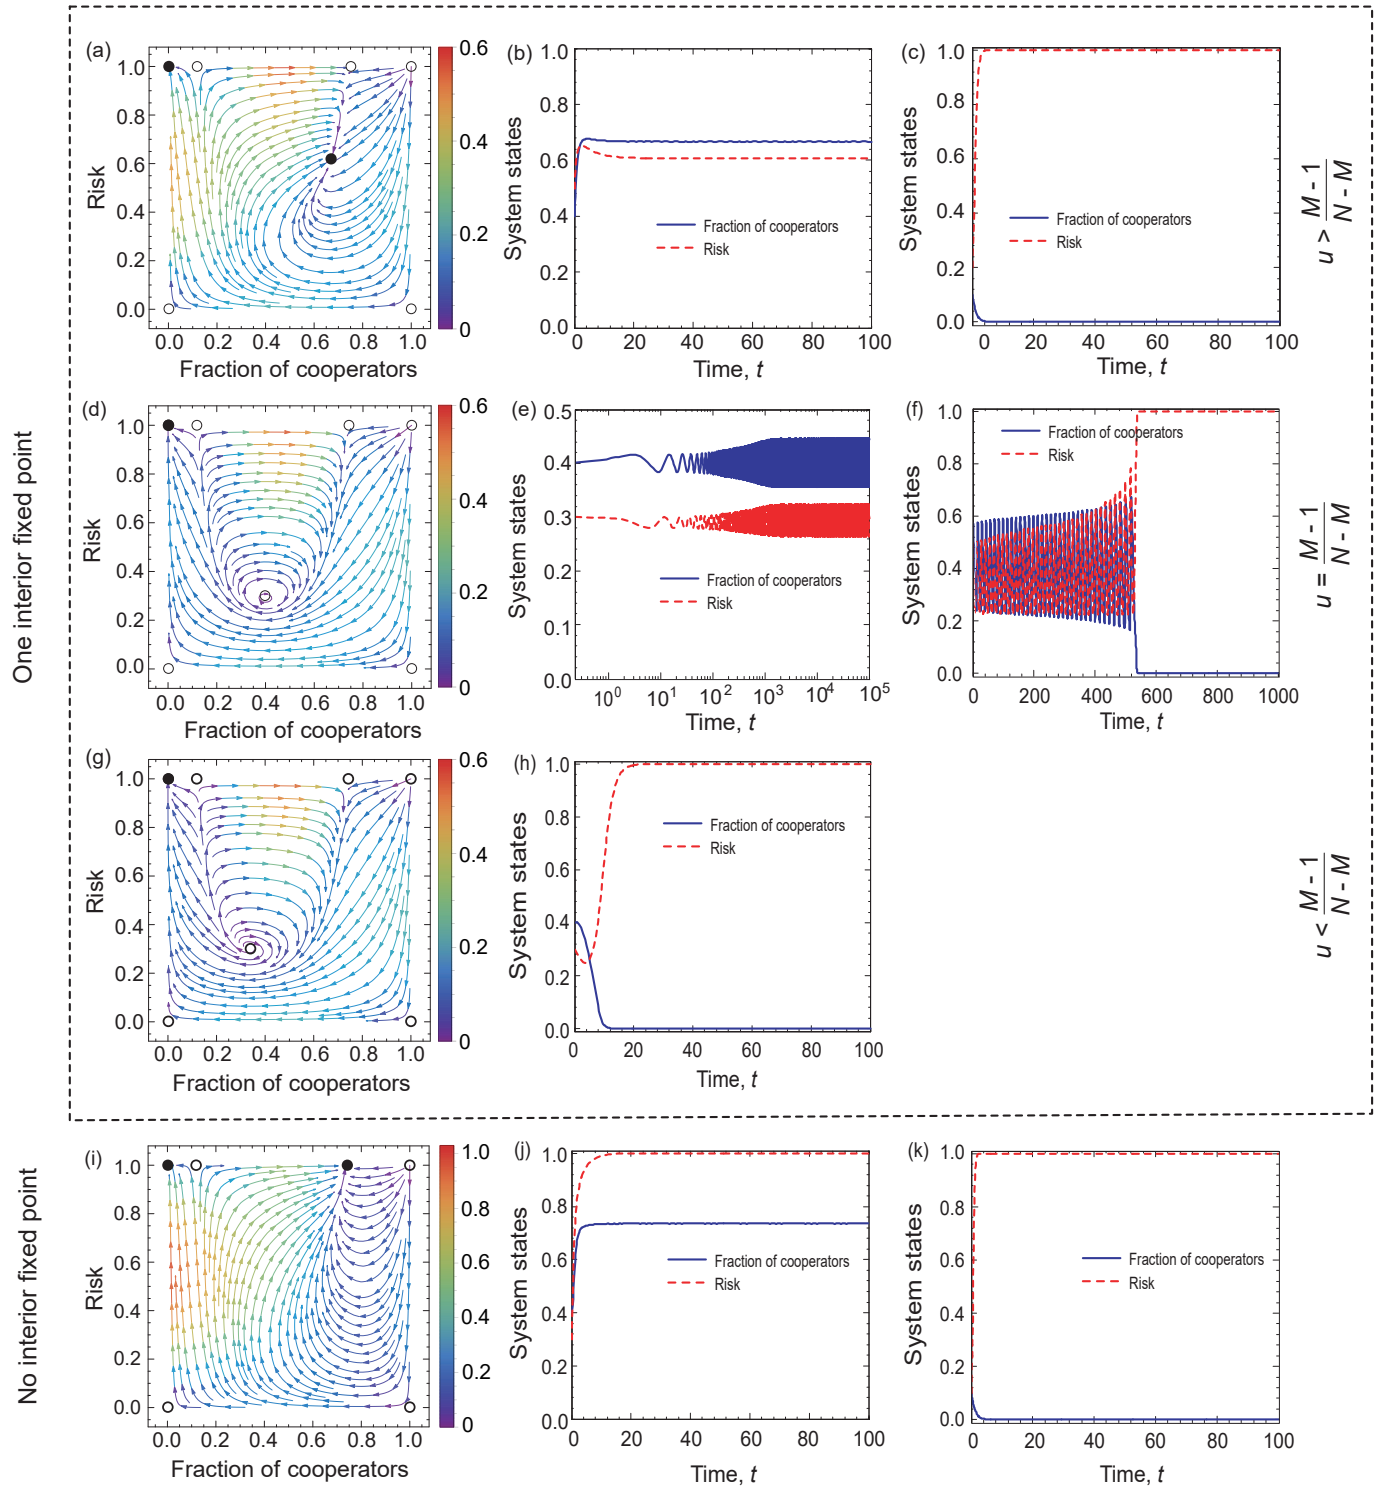 One interior fixed point
No interior fixed point
(a)
1.0
0.8
0.6
0.4
0.2
0.0
Risk
0.0 0.2 0.4 0.6 0.8 1.0
Fraction of cooperators
0.6
0.4
0.2
0
(b)
1.0
0.8
0.6
0.4
0.2
0.0
System states
Fraction of cooperators
Risk
0 20 40 60 80 100
Time, t
(c)
1.0
0.8
0.6
0.4
0.2
0.0
System states
Fraction of cooperators
Risk
0 20 40 60 80 100
Time, t
u > M - 1 / N - M
(d)
1.0
0.8
0.6
0.4
0.2
0.0
Risk
0.0 0.2 0.4 0.6 0.8 1.0
Fraction of cooperators
0.6
0.4
0.2
0
(e)
0.5
0.4
0.3
0.2
0.1
0.0
System states
Fraction of cooperators
Risk
10^0 10^1 10^2 10^3 10^4 10^5
Time, t
(f)
1.0
0.8
0.6
0.4
0.2
0.0
System states
Fraction of cooperators
Risk
0 200 400 600 800 1000
Time, t
u = M - 1 / N - M
(g)
1.0
0.8
0.6
0.4
0.2
0.0
Risk
0.0 0.2 0.4 0.6 0.8 1.0
Fraction of cooperators
0.6
0.4
0.2
0
(h)
1.0
0.8
0.6
0.4
0.2
0.0
System states
Fraction of cooperators
Risk
0 20 40 60 80 100
Time, t
u < M - 1 / N - M
(i)
1.0
0.8
0.6
0.4
0.2
0.0
Risk
0.0 0.2 0.4 0.6 0.8 1.0
Fraction of cooperators
1.0
0.8
0.6
0.4
0.2
0
(j)
1.0
0.8
0.6
0.4
0.2
0.0
System states
Fraction of cooperators
Risk
0 20 40 60 80 100
Time, t
(k)
1.0
0.8
0.6
0.4
0.2
0.0
System states
Fraction of cooperators
Risk
0 20 40 60 80 100
Time, t